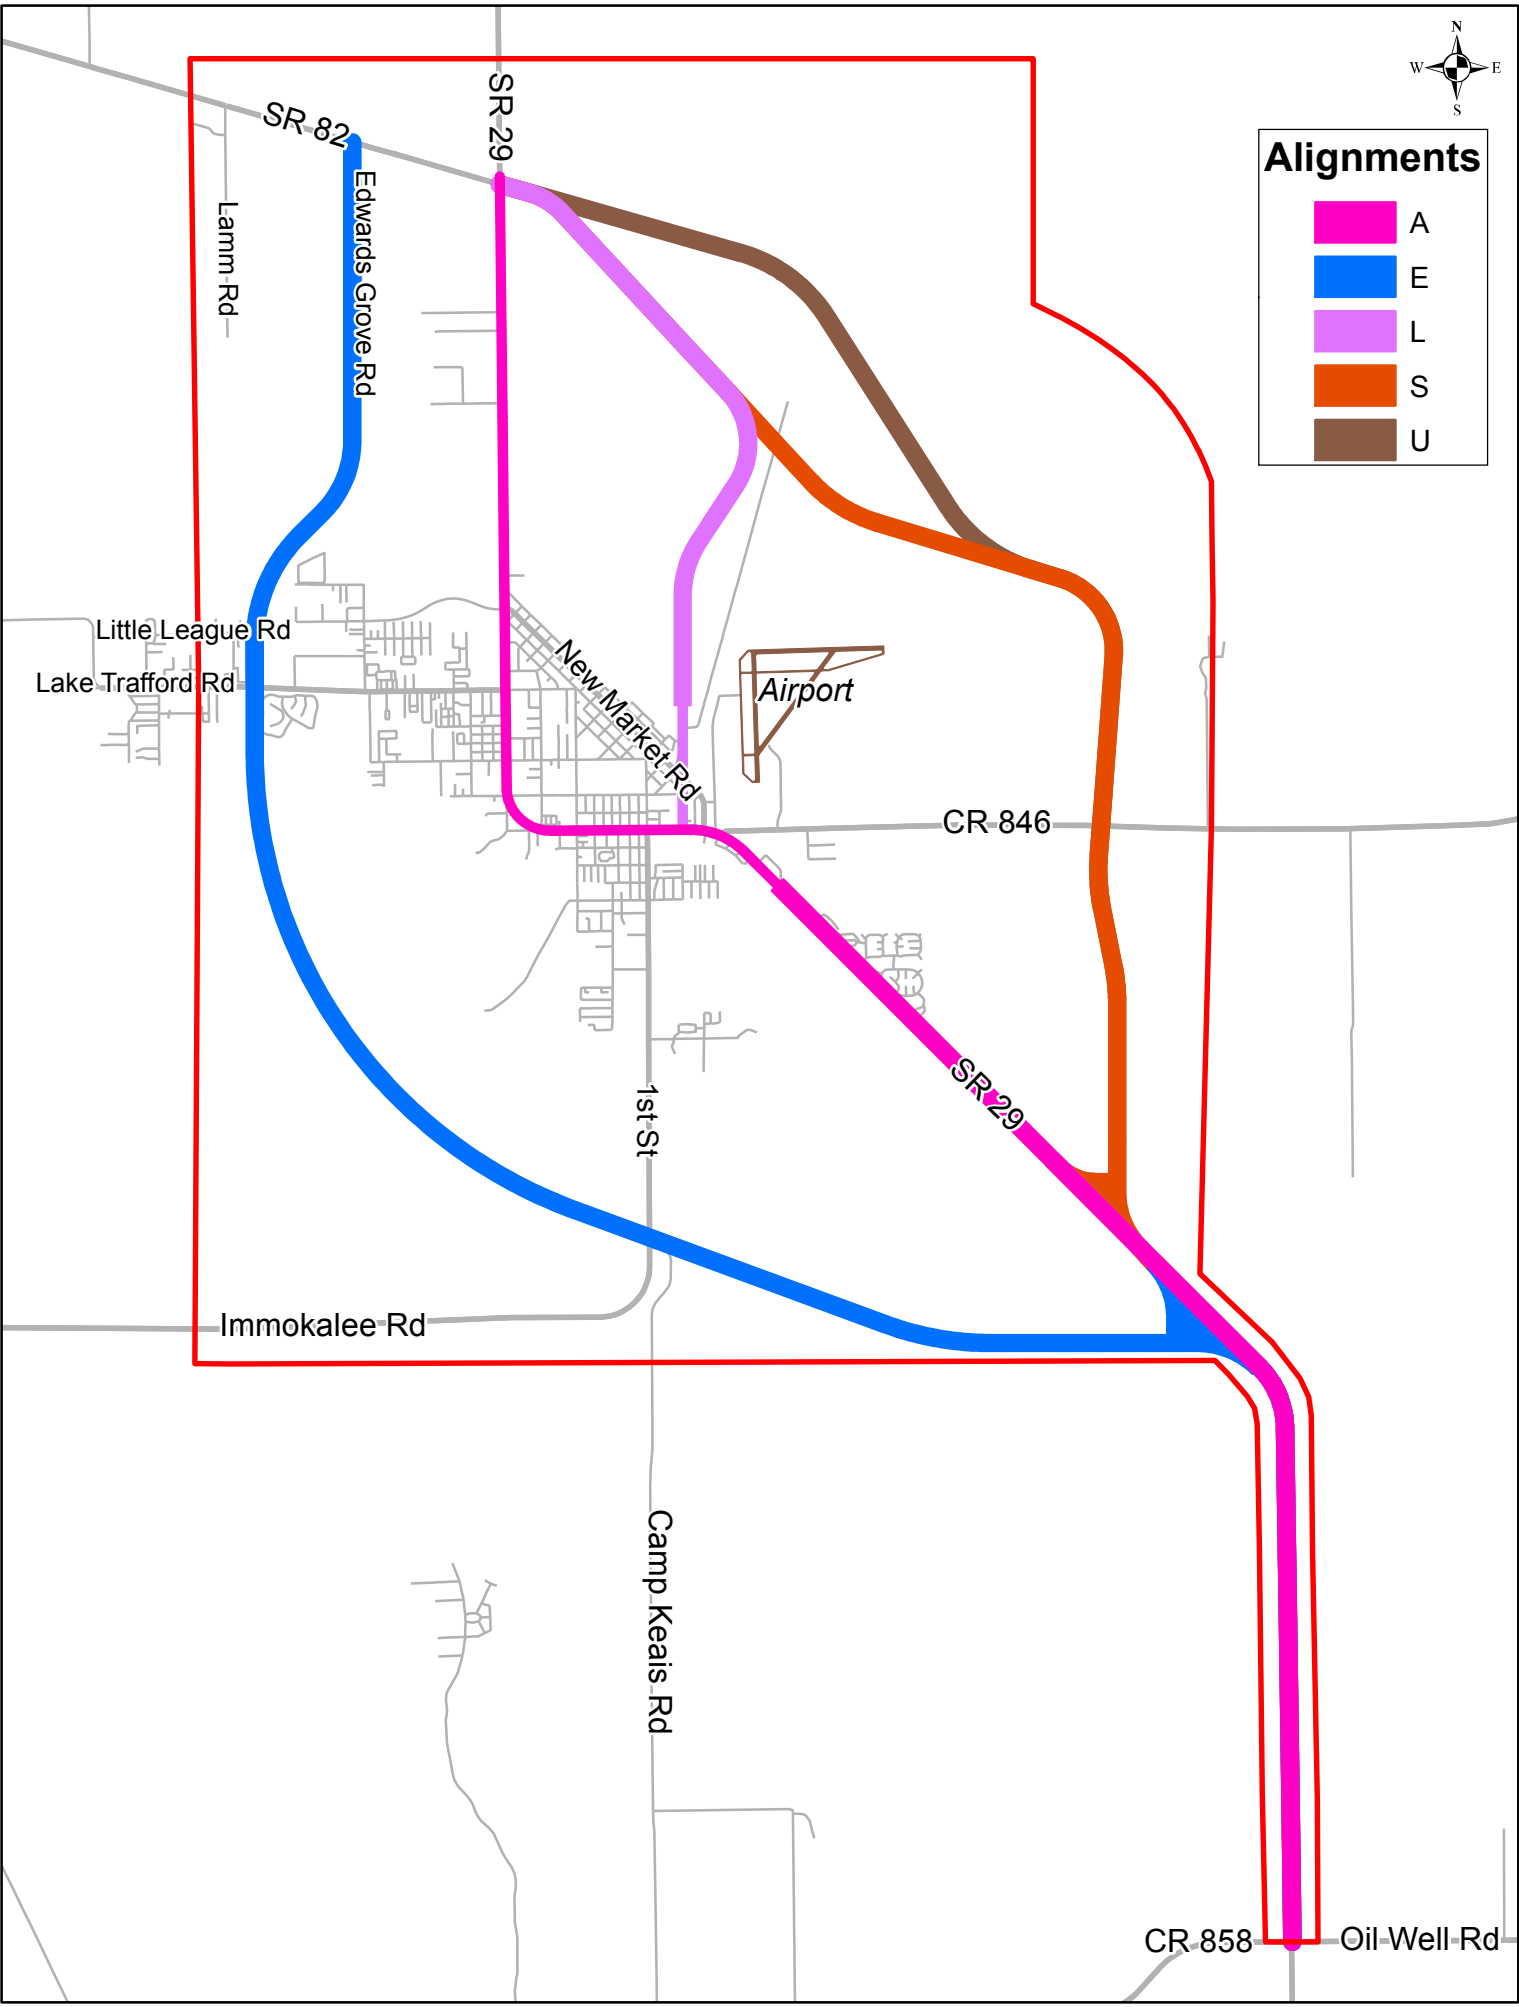 N
W
E
S
Alignments
A
E
L
S
U
SR 82
SR 29
Lamm Rd
Edwards Grove Rd
Little League Rd
Lake Trafford Rd
New Market Rd
Airport
CR 846
SR 29
1st St
Immokalee Rd
Camp Keais Rd
CR 858
Oil Well Rd